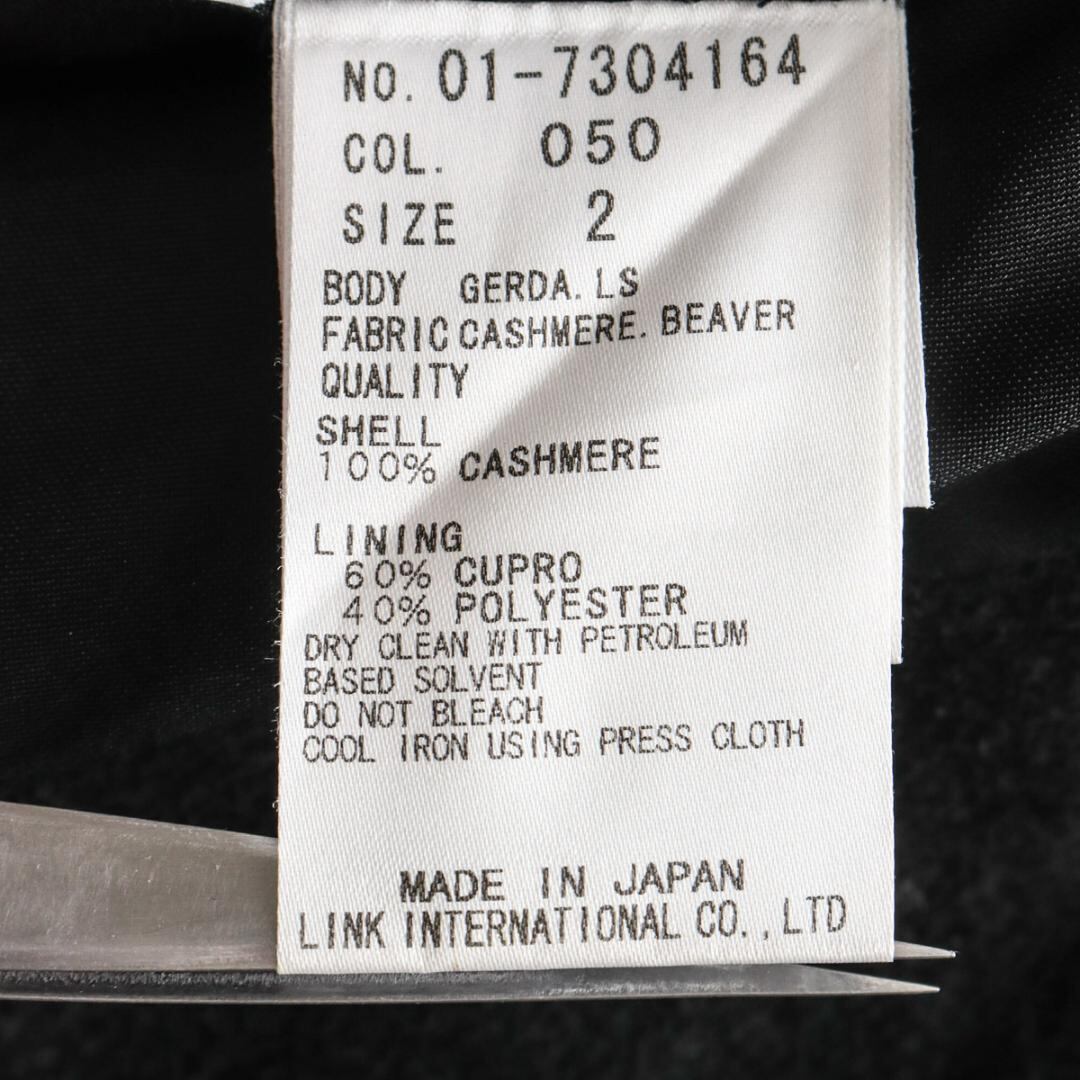 NO. 01-7304164
COL. 050
SIZE 2
BODY GERDA. LS
FABRIC CASHMERE. BEAVER
QUALITY
SHELL
100% CASHMERE
LINING
60% CUPRO
40% POLYESTER
DRY CLEAN WITH PETROLEUM
BASED SOLVENT
DO NOT BLEACH
COOL IRON USING PRESS CLOTH
MADE IN JAPAN
LINK INTERNATIONAL CO., LTD